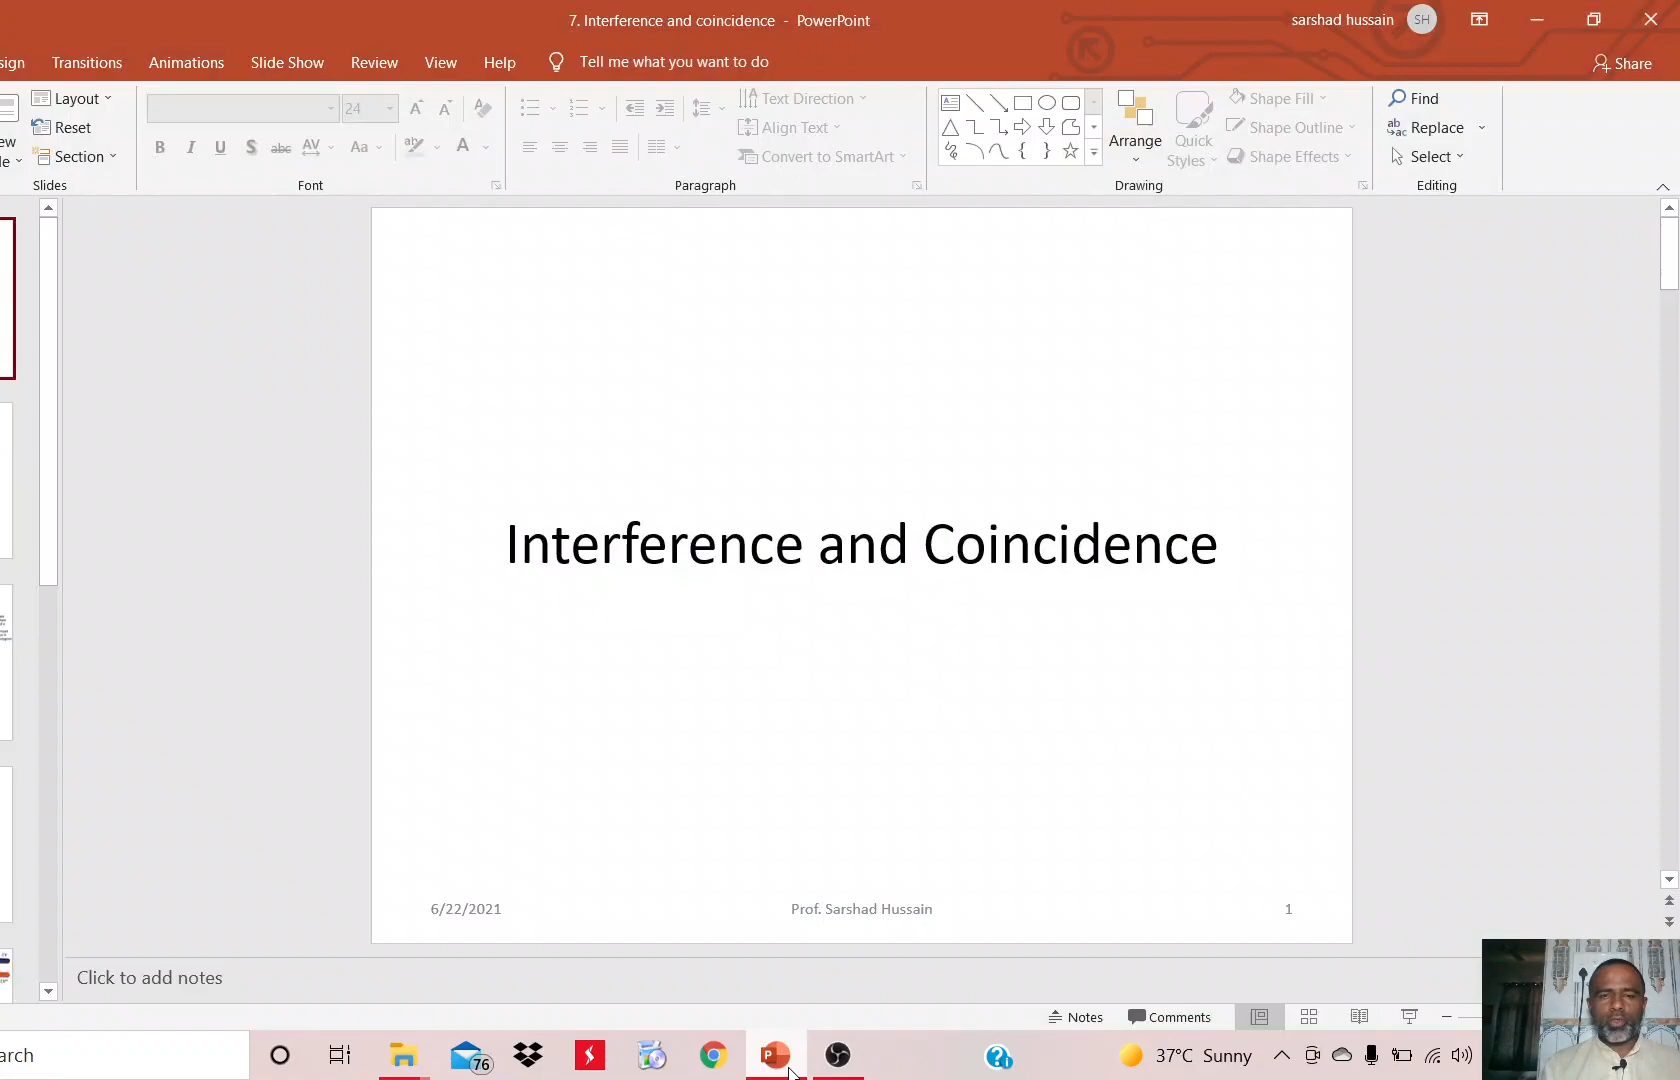 7. Interference and coincidence - PowerPoint
sarshad hussain SH
sign Transitions Animations Slide Show Review View Help Tell me what you want to do Share
Layout 24 Text Direction Shape Fill Find
Reset Align Text Arrange Quick Styles Shape Outline Replace
Section B I U S abc AV Aa A Convert to SmartArt Shape Effects Select
Slides Font Paragraph Drawing Editing
Interference and Coincidence
6/22/2021 Prof. Sarshad Hussain 1
Click to add notes
Notes Comments
arch 76 37°C Sunny